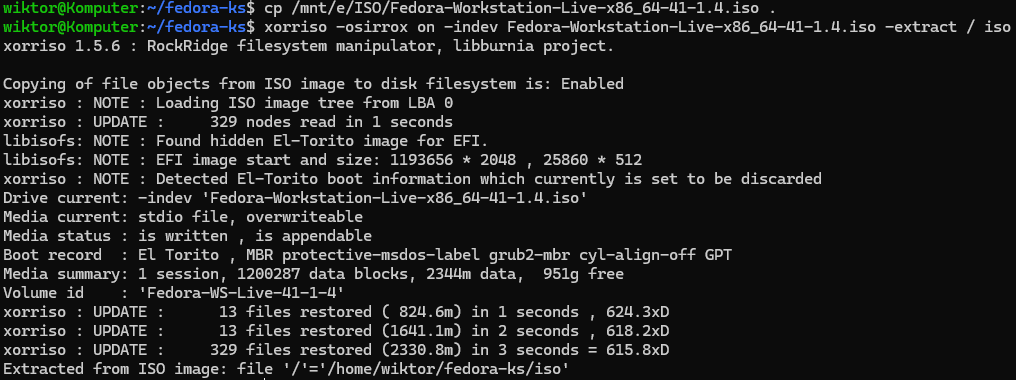 wiktor@Komputer:~/fedora-ks$ cp /mnt/e/ISO/Fedora-Workstation-Live-x86_64-41-1.4.iso .
wiktor@Komputer:~/fedora-ks$ xorriso -osirrox on -indev Fedora-Workstation-Live-x86_64-41-1.4.iso -extract / iso
xorriso 1.5.6 : RockRidge filesystem manipulator, libburnia project.

Copying of file objects from ISO image to disk filesystem is: Enabled
xorriso : NOTE : Loading ISO image tree from LBA 0
xorriso : UPDATE :     329 nodes read in 1 seconds
libisofs: NOTE : Found hidden El-Torito image for EFI.
libisofs: NOTE : EFI image start and size: 1193656 * 2048 , 25860 * 512
xorriso : NOTE : Detected El-Torito boot information which currently is set to be discarded
Drive current: -indev 'Fedora-Workstation-Live-x86_64-41-1.4.iso'
Media current: stdio file, overwriteable
Media status : is written , is appendable
Boot record  : El Torito , MBR protective-msdos-label grub2-mbr cyl-align-off GPT
Media summary: 1 session, 1200287 data blocks, 2344m data,  951g free
Volume id    : 'Fedora-WS-Live-41-1-4'
xorriso : UPDATE :      13 files restored ( 824.6m) in 1 seconds , 624.3xD
xorriso : UPDATE :      13 files restored (1641.1m) in 2 seconds , 618.2xD
xorriso : UPDATE :     329 files restored (2330.8m) in 3 seconds = 615.8xD
Extracted from ISO image: file '/'='/home/wiktor/fedora-ks/iso'